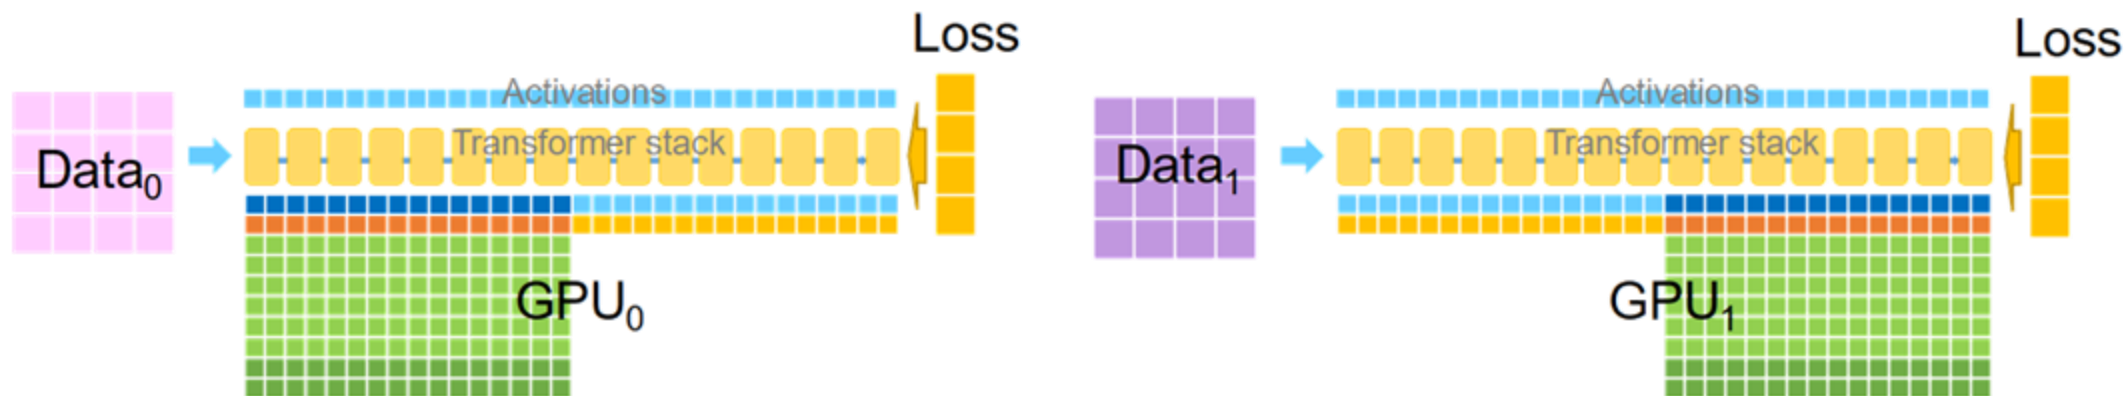 Loss
Activations
Transformer stack
Data₀
GPU₀
Loss
Activations
Transformer stack
Data₁
GPU₁